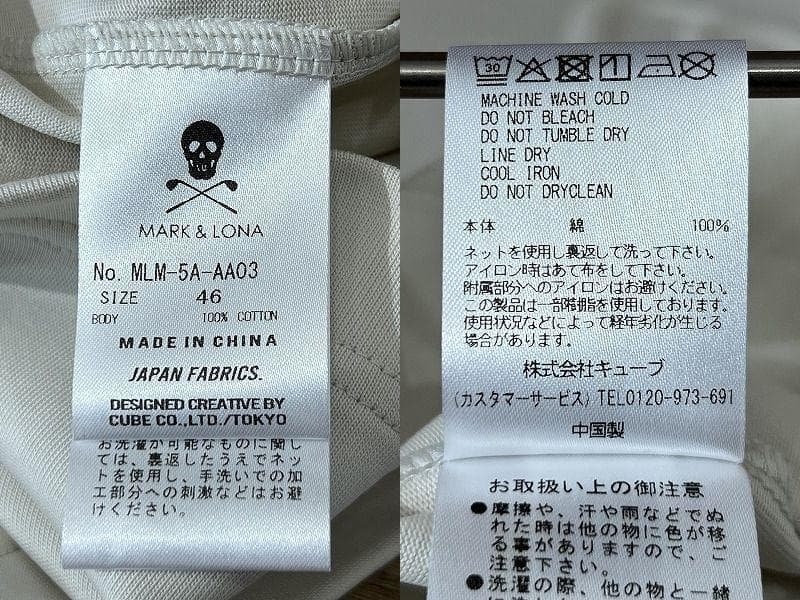 MARK & LONA
No. MLM-5A-AA03
SIZE 46
BODY 100% COTTON
MADE IN CHINA
JAPAN FABRICS.
DESIGNED CREATIVE BY
CUBE CO.,LTD./TOKYO
お洗濯が可能なものに関し
ては、裏返したうえでネッ
トを使用し、手洗いでの加
工部分への刺激などはお避
けください。
30
MACHINE WASH COLD
DO NOT BLEACH
DO NOT TUMBLE DRY
LINE DRY
COOL IRON
DO NOT DRYCLEAN
本体 綿 100%
ネットを使用し裏返して洗って下さい。
アイロン時はあて布をして下さい。
附属部分へのアイロンはお避けください。
この製品は一部樹脂を使用しております。
使用状況などによって経年劣化が生じる
場合があります。
株式会社キューブ
(カスタマーサービス) TEL0120-973-691
中国製
お取扱い上の御注意
●摩擦や、汗や雨などでぬ
れた時は他の物に色が移
る事がありますので、ご
注意下さい。
●洗濯の際、他の物と一緒